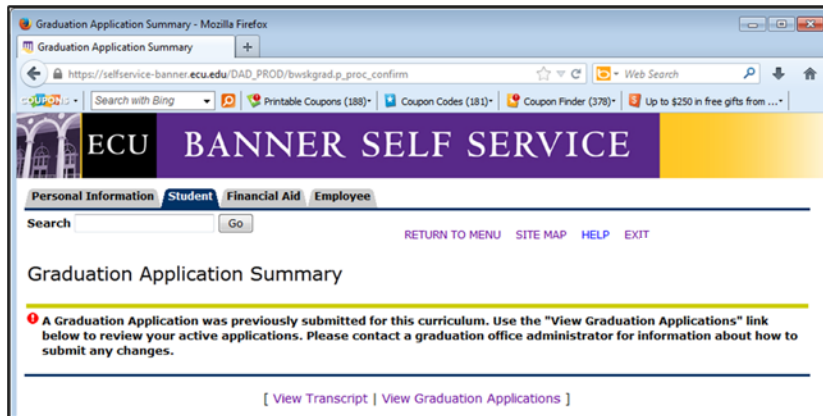 Graduation Application Summary - Mozilla Firefox
Graduation Application Summary +
https://selfservice-banner.ecu.edu/DAD_PROD/bwskgrad.p_proc_confirm Web Search
Search with Bing Printable Coupons (188) Coupon Codes (181) Coupon Finder (378) Up to $250 in free gifts from ...
ECU BANNER SELF SERVICE
Personal Information Student Financial Aid Employee
Search Go
RETURN TO MENU SITE MAP HELP EXIT
Graduation Application Summary
A Graduation Application was previously submitted for this curriculum. Use the "View Graduation Applications" link
below to review your active applications. Please contact a graduation office administrator for information about how to
submit any changes.
[ View Transcript | View Graduation Applications ]